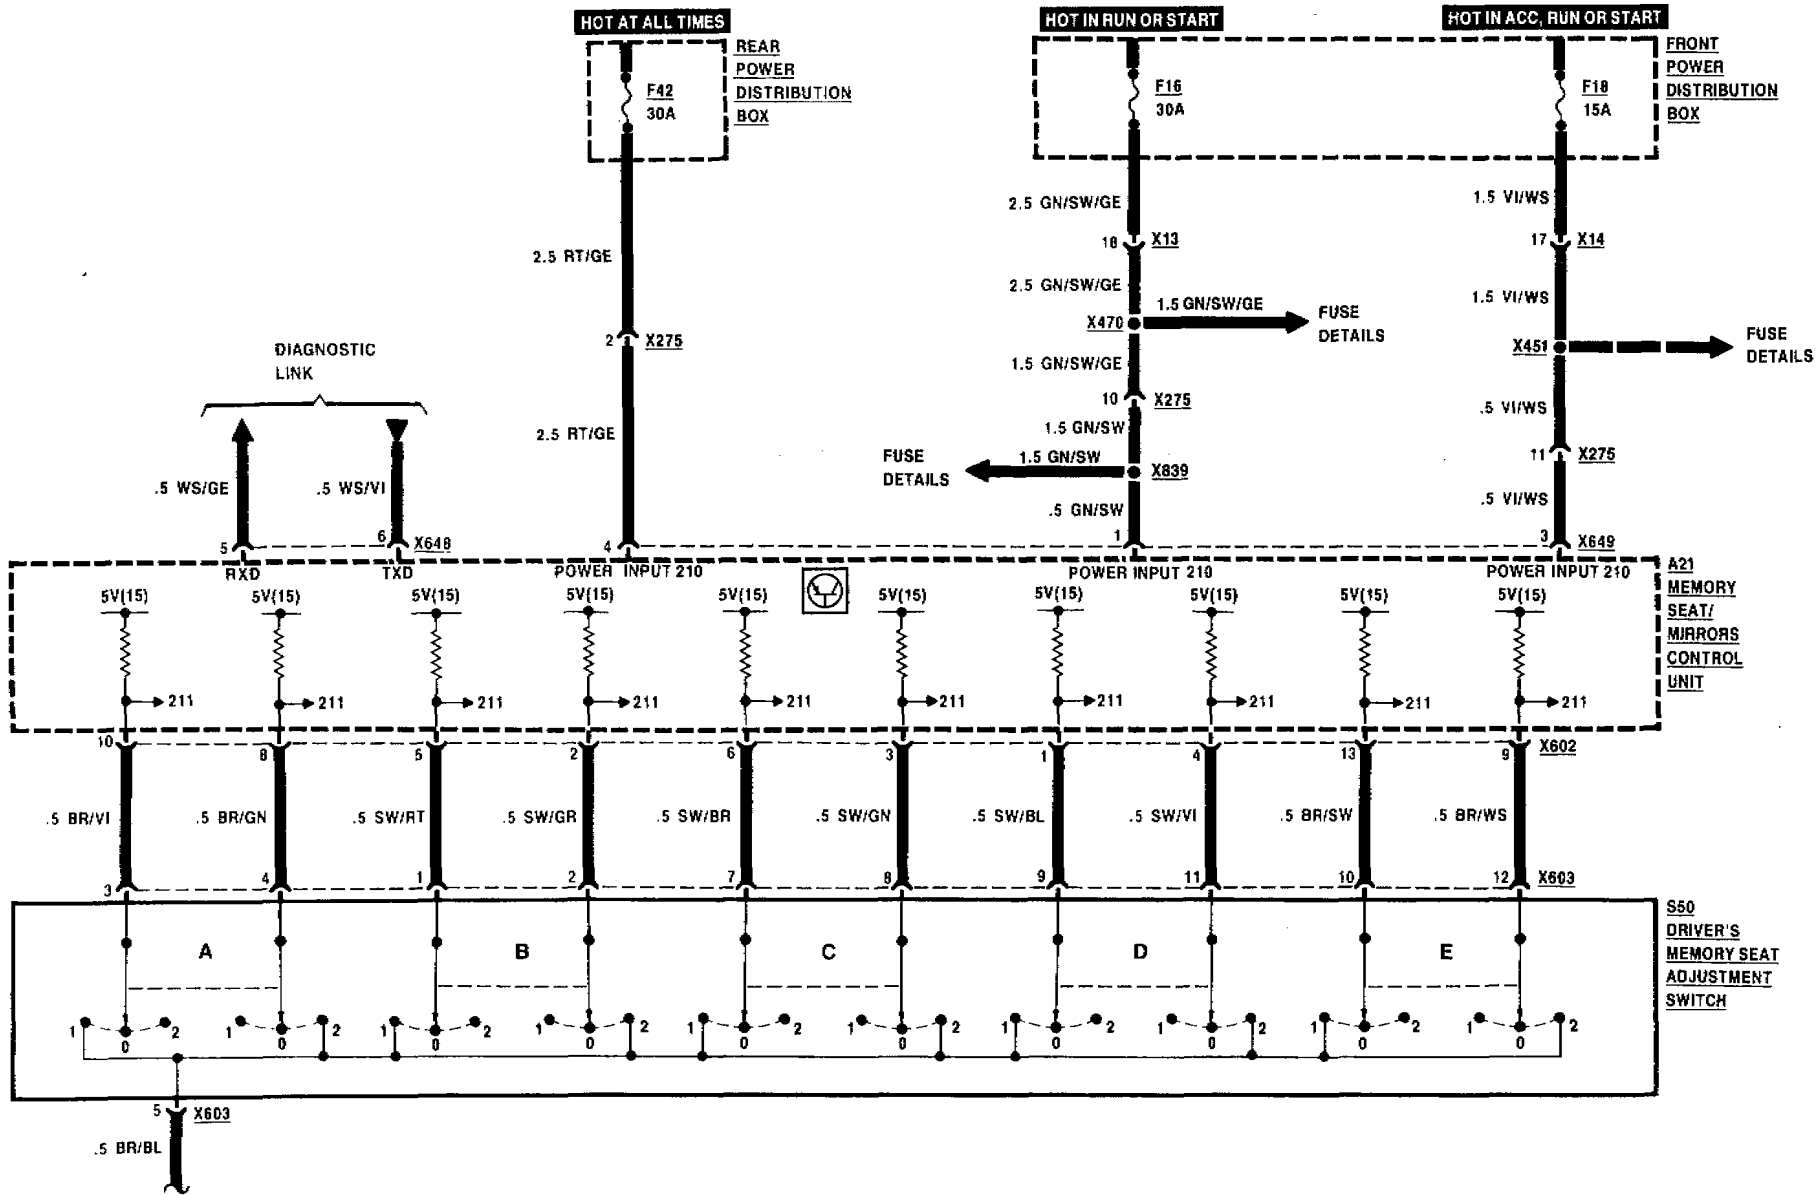 HOT AT ALL TIMES
HOT IN RUN OR START
HOT IN ACC, RUN OR START
REAR
POWER
DISTRIBUTION
BOX
F42
30A
F16
30A
F18
15A
FRONT
POWER
DISTRIBUTION
BOX
2.5 GN/SW/GE
1.5 VI/WS
18 X13
17 X14
2.5 RT/GE
2.5 GN/SW/GE
1.5 VI/WS
1.5 GN/SW/GE
X470
FUSE
DETAILS
2 X275
X451
FUSE
DETAILS
DIAGNOSTIC
LINK
1.5 GN/SW/GE
10 X275
.5 VI/WS
2.5 RT/GE
1.5 GN/SW
FUSE
DETAILS
1.5 GN/SW
X839
11 X275
.5 WS/GE
.5 WS/VI
.5 GN/SW
.5 VI/WS
5
6 X648
4
1
3 X649
RXD
TXD
POWER INPUT 210
POWER INPUT 210
POWER INPUT 210
A21
MEMORY
SEAT/
MIRRORS
CONTROL
UNIT
5V(15) 5V(15) 5V(15) 5V(15) 5V(15) 5V(15) 5V(15) 5V(15) 5V(15) 5V(15)
211 211 211 211 211 211 211 211 211 211
10 8 5 2 6 3 1 4 13 9 X602
.5 BR/VI .5 BR/GN .5 SW/RT .5 SW/GR .5 SW/BR .5 SW/GN .5 SW/BL .5 SW/VI .5 BR/SW .5 BR/WS
3 4 1 2 7 8 9 11 10 12 X603
S50
DRIVER'S
MEMORY SEAT
ADJUSTMENT
SWITCH
A B C D E
1 2 1 2 1 2 1 2 1 2 1 2 1 2 1 2 1 2 1 2
0 0 0 0 0 0 0 0 0 0
5 X603
.5 BR/BL